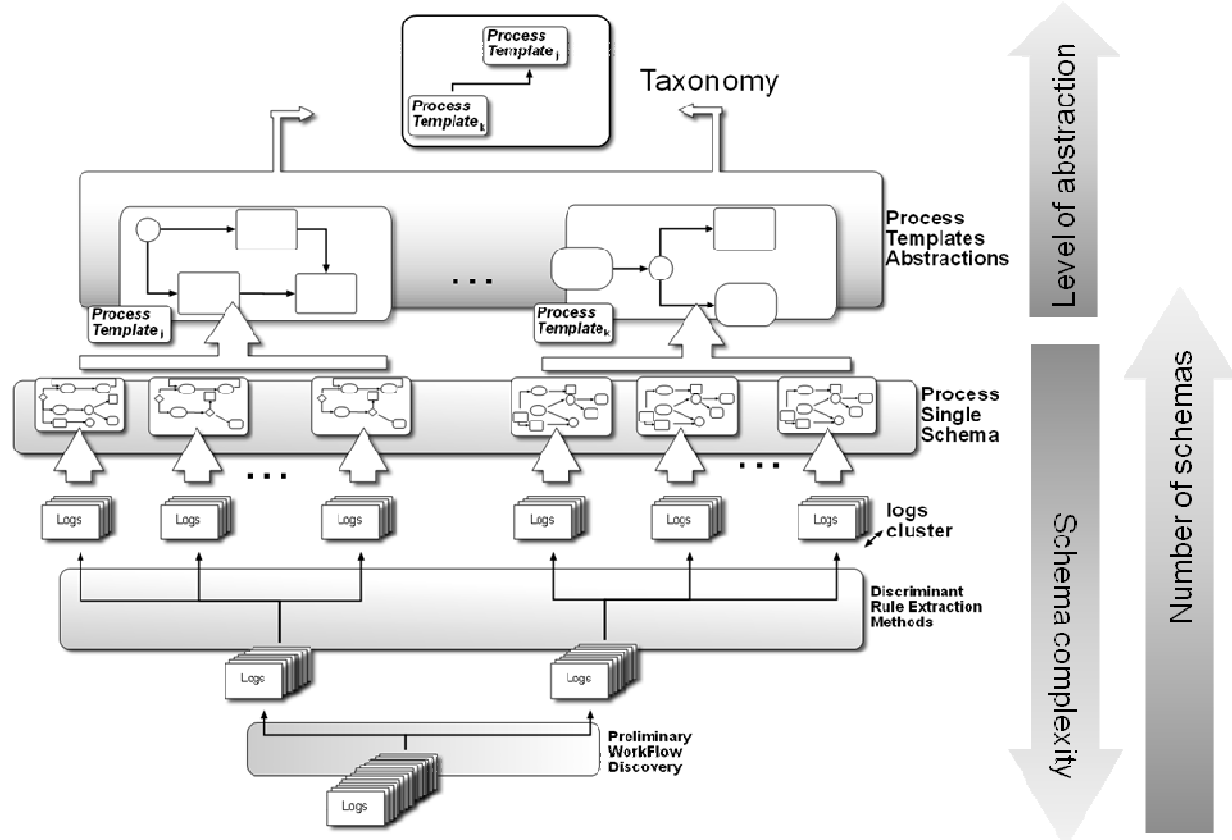 Process
Template j
Taxonomy
Process
Template k
Process
Templates
Abstractions
. . .
Process
Template j
Process
Template k
Process
Single
Schema
. . .
. . .
Logs
Logs
Logs
Logs
Logs
Logs
logs
cluster
Discriminant
Rule Extraction
Methods
Logs
Logs
Preliminary
WorkFlow
Discovery
Logs
Level of abstraction
Schema complexity
Number of schemas